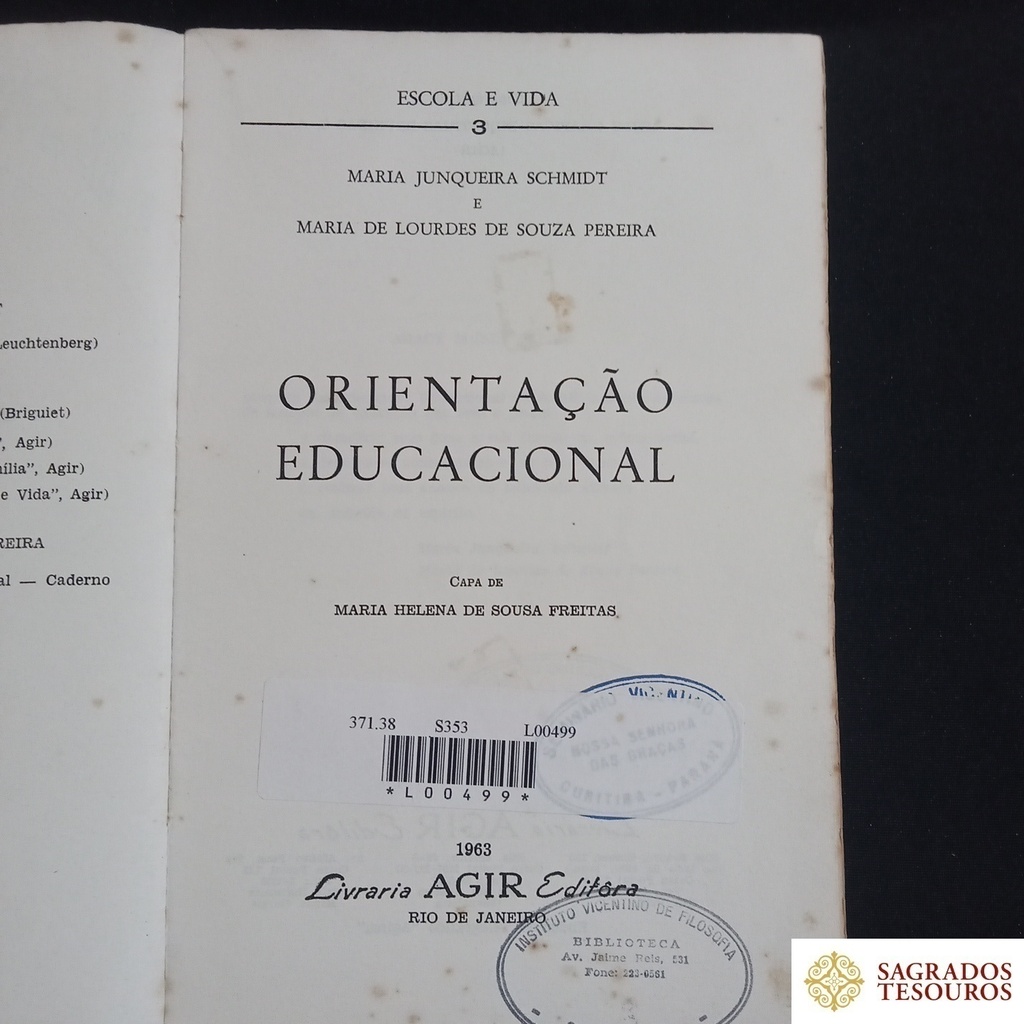 ESCOLA E VIDA
3
MARIA JUNQUEIRA SCHMIDT
E
MARIA DE LOURDES DE SOUZA PEREIRA
ORIENTAÇÃO
EDUCACIONAL
CAPA DE
MARIA HELENA DE SOUSA FREITAS
371.38 S353 L00499
*L00499*
VICENTINO
NOSSA SENHORA
DAS GRAÇAS
CURITIBA - PARANÁ
1963
Livraria AGIR Editôra
RIO DE JANEIRO
INSTITUTO VICENTINO DE FILOSOFIA
BIBLIOTECA
Av. Jaime Reis, 531
Fone: 223-0581
Leuchtenberg)
(Briguiet)
", Agir)
ília", Agir)
e Vida", Agir)
REIRA
al — Caderno
SAGRADOS
TESOUROS